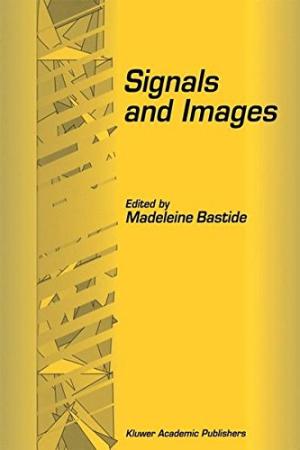 Signals
and Images
Edited by
Madeleine Bastide
Kluwer Academic Publishers